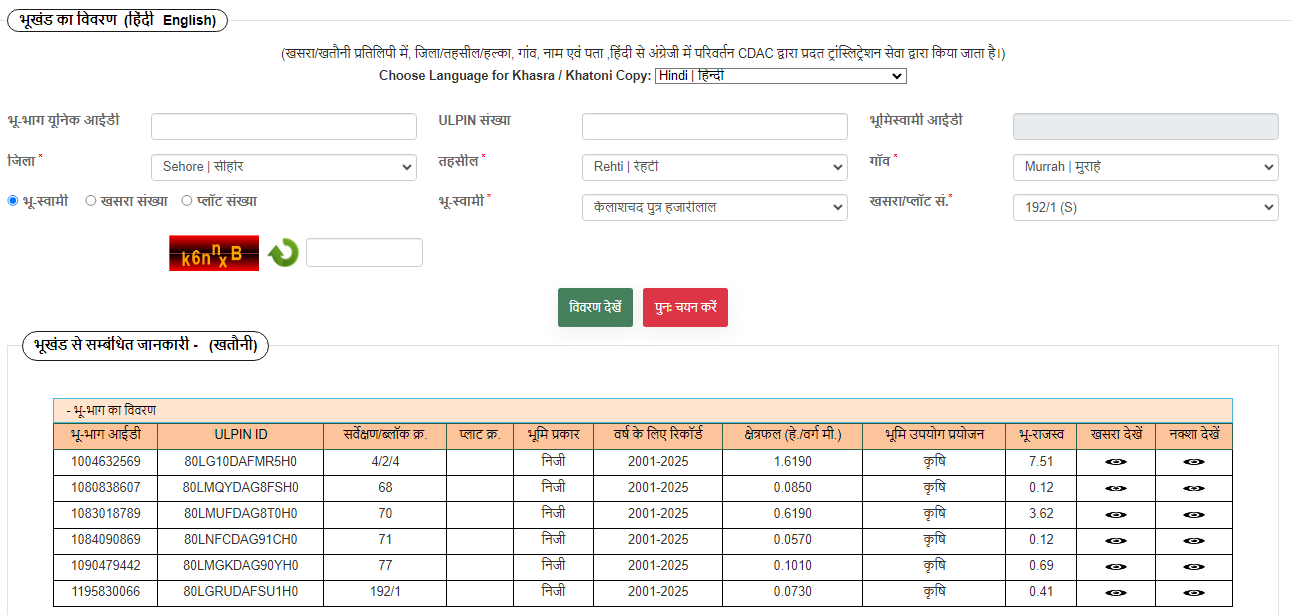 भूखंड का विवरण (हिंदी English)
(खसरा/खतौनी प्रतिलिपी में, जिला/तहसील/हल्का, गांव, नाम एवं पता ,हिंदी से अंग्रेजी में परिवर्तन CDAC द्वारा प्रदत ट्रांस्लिट्रेशन सेवा द्वारा किया जाता है।)
Choose Language for Khasra / Khatoni Copy: Hindi | हिन्दी
भू-भाग यूनिक आईडी ULPIN संख्या भूमिस्वामी आईडी
जिला * Sehore | सीहोर तहसील * Rehti | रेहटी गाँव * Murrah | मुराह
भू-स्वामी खसरा संख्या प्लॉट संख्या भू-स्वामी * कैलाशचंद पुत्र हजारीलाल खसरा/प्लॉट सं.* 192/1 (S)
k6nnxB
विवरण देखें पुनः चयन करें
भूखंड से सम्बंधित जानकारी - (खतौनी)
- भू-भाग का विवरण
भू-भाग आईडी ULPIN ID सर्वेक्षण/ब्लॉक क्र. प्लाट क्र. भूमि प्रकार वर्ष के लिए रिकॉर्ड क्षेत्रफल (हे./वर्ग मी.) भूमि उपयोग प्रयोजन भू-राजस्व खसरा देखें नक्शा देखें
1004632569 80LG10DAFMR5H0 4/2/4 निजी 2001-2025 1.6190 कृषि 7.51
1080838607 80LMQYDAG8FSH0 68 निजी 2001-2025 0.0850 कृषि 0.12
1083018789 80LMUFDAG8T0H0 70 निजी 2001-2025 0.6190 कृषि 3.62
1084090869 80LNFCDAG91CH0 71 निजी 2001-2025 0.0570 कृषि 0.12
1090479442 80LMGKDAG90YH0 77 निजी 2001-2025 0.1010 कृषि 0.69
1195830066 80LGRUDAFSU1H0 192/1 निजी 2001-2025 0.0730 कृषि 0.41